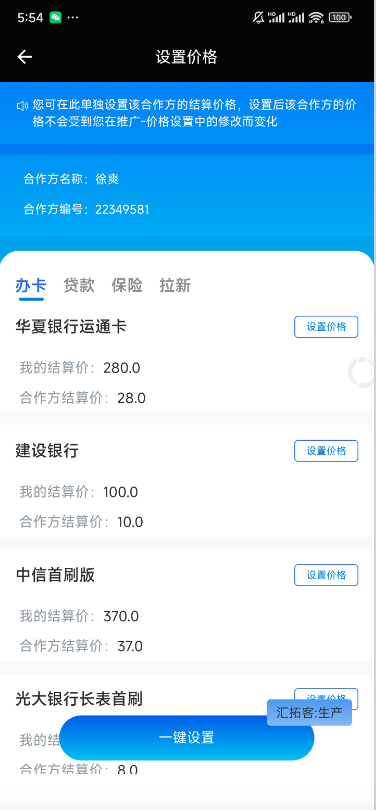 5:54
HD
HD
100
设置价格
您可在此单独设置该合作方的结算价格，设置后该合作方的价
格不会受到您在推广-价格设置中的修改而变化
合作方名称：徐爽
合作方编号：22349581
办卡 贷款 保险 拉新
华夏银行运通卡 设置价格
我的结算价：280.0
合作方结算价：28.0
建设银行 设置价格
我的结算价：100.0
合作方结算价：10.0
中信首刷版 设置价格
我的结算价：370.0
合作方结算价：37.0
光大银行长表首刷 设置价格
汇拓客:生产
我的结
一键设置
合作方结算价：8.0